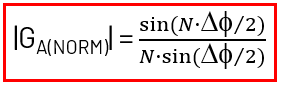 |G_A(NORM)| = sin(N·Δϕ/2) / N·sin(Δϕ/2)